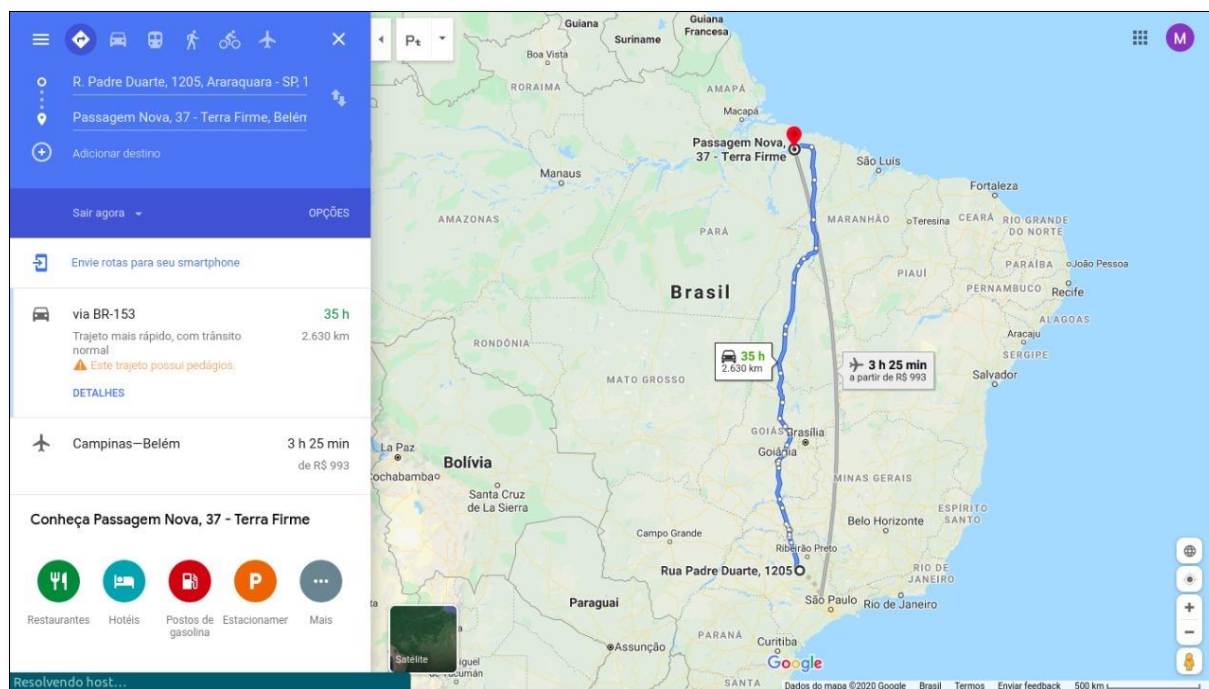 R. Padre Duarte, 1205, Araraquara - SP, 1
Passagem Nova, 37 - Terra Firme, Belém
Adicionar destino
Sair agora
OPÇÕES
Envie rotas para seu smartphone
via BR-153
35 h
Trajeto mais rápido, com trânsito
2.630 km
normal
Este trajeto possui pedágios.
DETALHES
Campinas—Belém
3 h 25 min
de R$ 993
Conheça Passagem Nova, 37 - Terra Firme
Restaurantes
Hotéis
Postos de
gasolina
Estacionamer
Mais
Resolvendo host...
M
Guiana
Suriname
Guiana
Francesa
Boa Vista
RORAIMA
AMAPÁ
Macapá
Passagem Nova,
37 - Terra Firme
São Luís
Manaus
Fortaleza
AMAZONAS
PARÁ
MARANHÃO
Teresina
CEARÁ
RIO GRANDE
DO NORTE
PIAUÍ
PARAÍBA
João Pessoa
PERNAMBUCO
Recife
Brasil
ALAGOAS
Aracaju
SERGIPE
RONDÔNIA
35 h
2.630 km
3 h 25 min
a partir de R$ 993
Salvador
MATO GROSSO
GOIÁS
Brasília
Goiânia
La Paz
Bolívia
Cochabamba
Santa Cruz
de La Sierra
MINAS GERAIS
Belo Horizonte
ESPÍRITO
SANTO
Campo Grande
Ribeirão Preto
Rua Padre Duarte, 1205
RIO DE
JANEIRO
Paraguai
São Paulo
Rio de Janeiro
PARANÁ
Curitiba
Assunção
Satélite
Google
SANTA
Dados do mapa ©2020 Google
Brasil
Termos
Enviar feedback
500 km